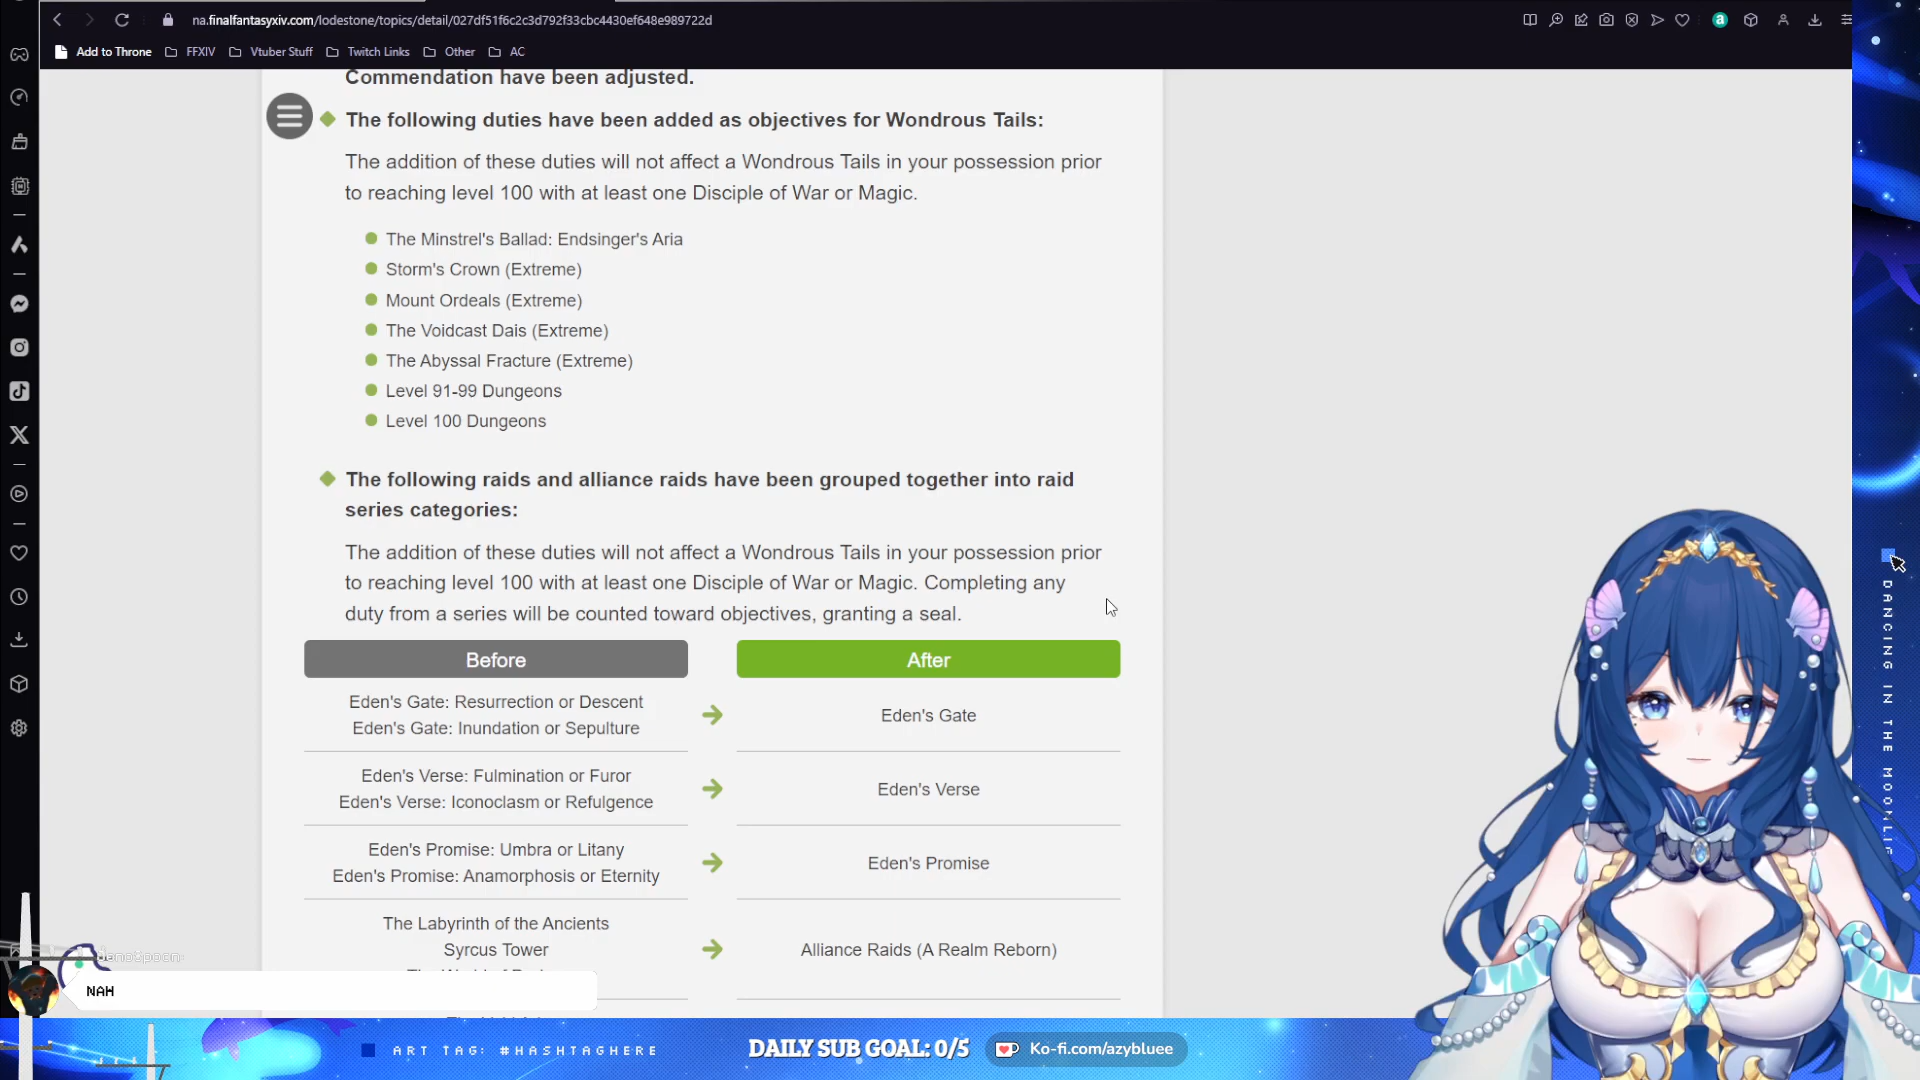 na.finalfantasyxiv.com/lodestone/topics/detail/027df51f6c2c3d792f33cbc4430ef648e989722d
Add to Throne FFXIV Vtuber Stuff Twitch Links Other AC
Commendation have been adjusted.
The following duties have been added as objectives for Wondrous Tails:
The addition of these duties will not affect a Wondrous Tails in your possession prior
to reaching level 100 with at least one Disciple of War or Magic.
The Minstrel's Ballad: Endsinger's Aria
Storm's Crown (Extreme)
Mount Ordeals (Extreme)
The Voidcast Dais (Extreme)
The Abyssal Fracture (Extreme)
Level 91-99 Dungeons
Level 100 Dungeons
The following raids and alliance raids have been grouped together into raid
series categories:
The addition of these duties will not affect a Wondrous Tails in your possession prior
to reaching level 100 with at least one Disciple of War or Magic. Completing any
duty from a series will be counted toward objectives, granting a seal.
Before After
Eden's Gate: Resurrection or Descent
Eden's Gate: Inundation or Sepulture
Eden's Gate
Eden's Verse: Fulmination or Furor
Eden's Verse: Iconoclasm or Refulgence
Eden's Verse
Eden's Promise: Umbra or Litany
Eden's Promise: Anamorphosis or Eternity
Eden's Promise
The Labyrinth of the Ancients
Syrcus Tower
Alliance Raids (A Realm Reborn)
NAH
ART TAG: #HASHTAGHERE
DAILY SUB GOAL: 0/5
Ko-fi.com/azybluee
DANCING IN THE MOONLI